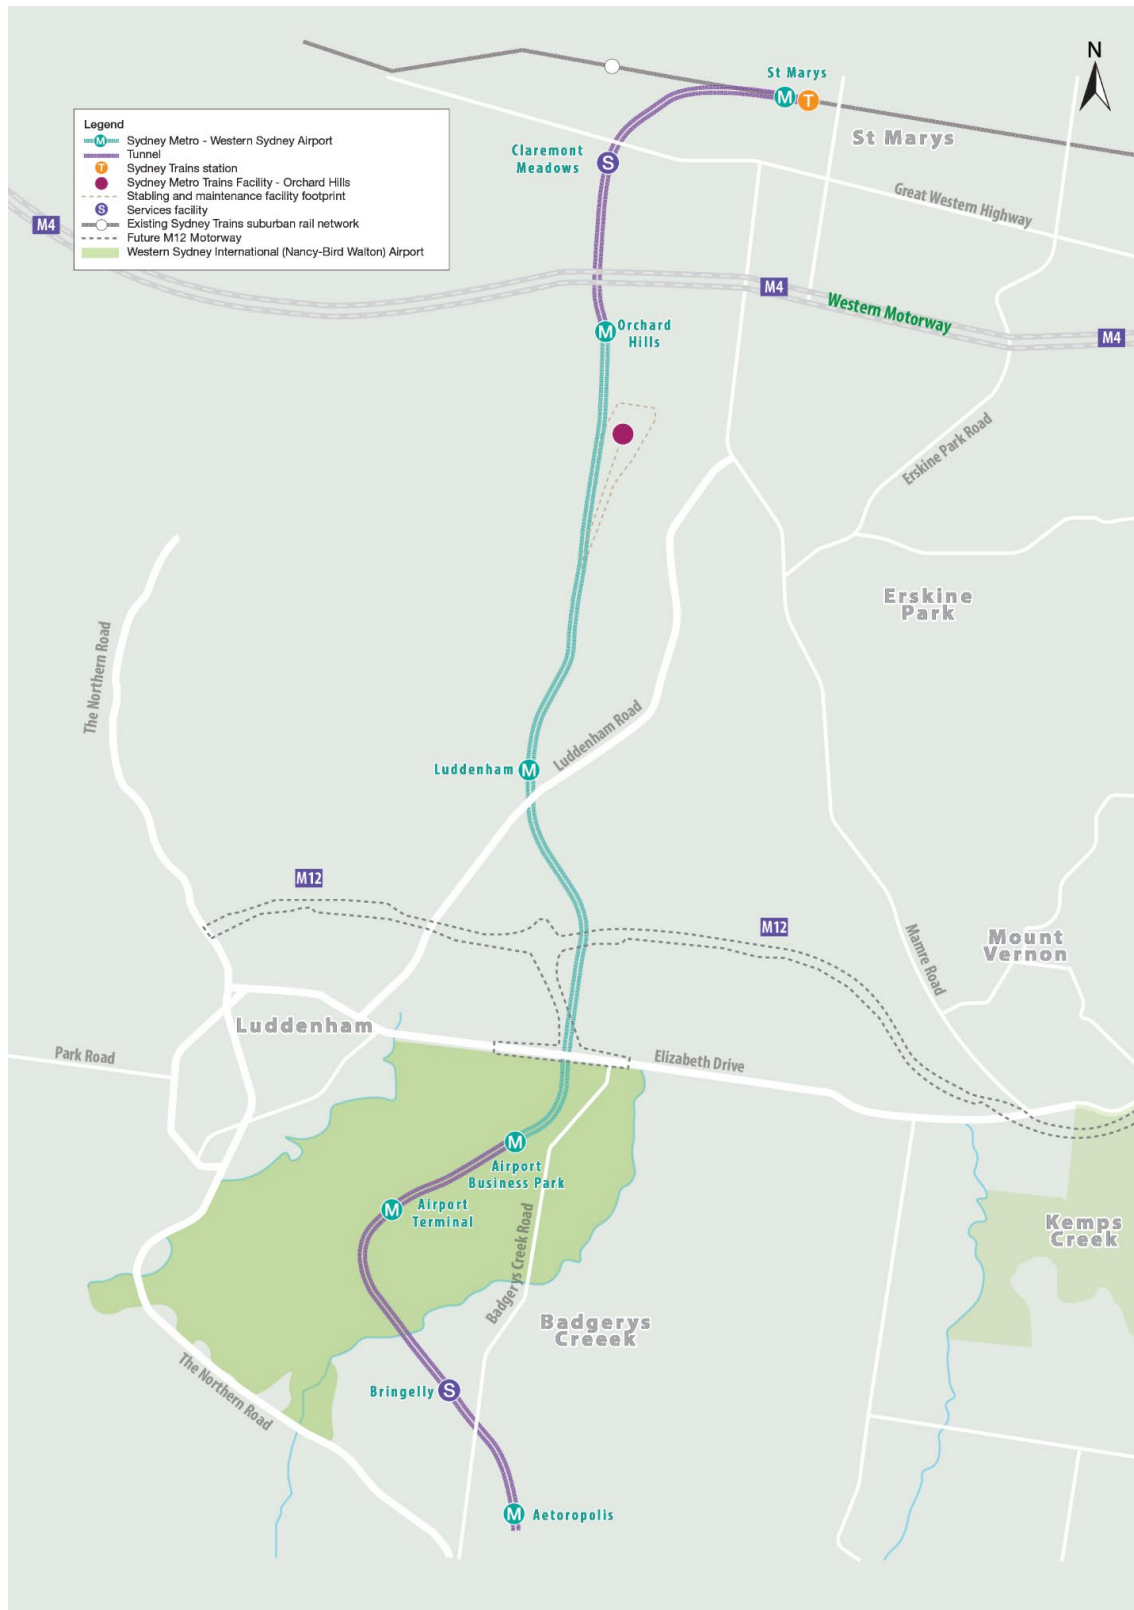 N
St Marys
M
T
St Marys
Legend
M Sydney Metro - Western Sydney Airport
Tunnel
T Sydney Trains station
Sydney Metro Trains Facility - Orchard Hills
Stabling and maintenance facility footprint
S Services facility
Existing Sydney Trains suburban rail network
Future M12 Motorway
Western Sydney International (Nancy-Bird Walton) Airport
Claremont
Meadows
S
Great Western Highway
M4
M4
Western Motorway
M4
M
Orchard
Hills
Erskine Park Road
Erskine
Park
The Northern Road
Luddenham Road
Luddenham
M
M12
M12
Mamre Road
Mount
Vernon
Luddenham
Park Road
Elizabeth Drive
M
Airport
Business Park
M
Airport
Terminal
Badgerys Creek Road
Kemps
Creek
Badgerys
Creeek
The Northern Road
Bringelly
S
M
Aetoropolis